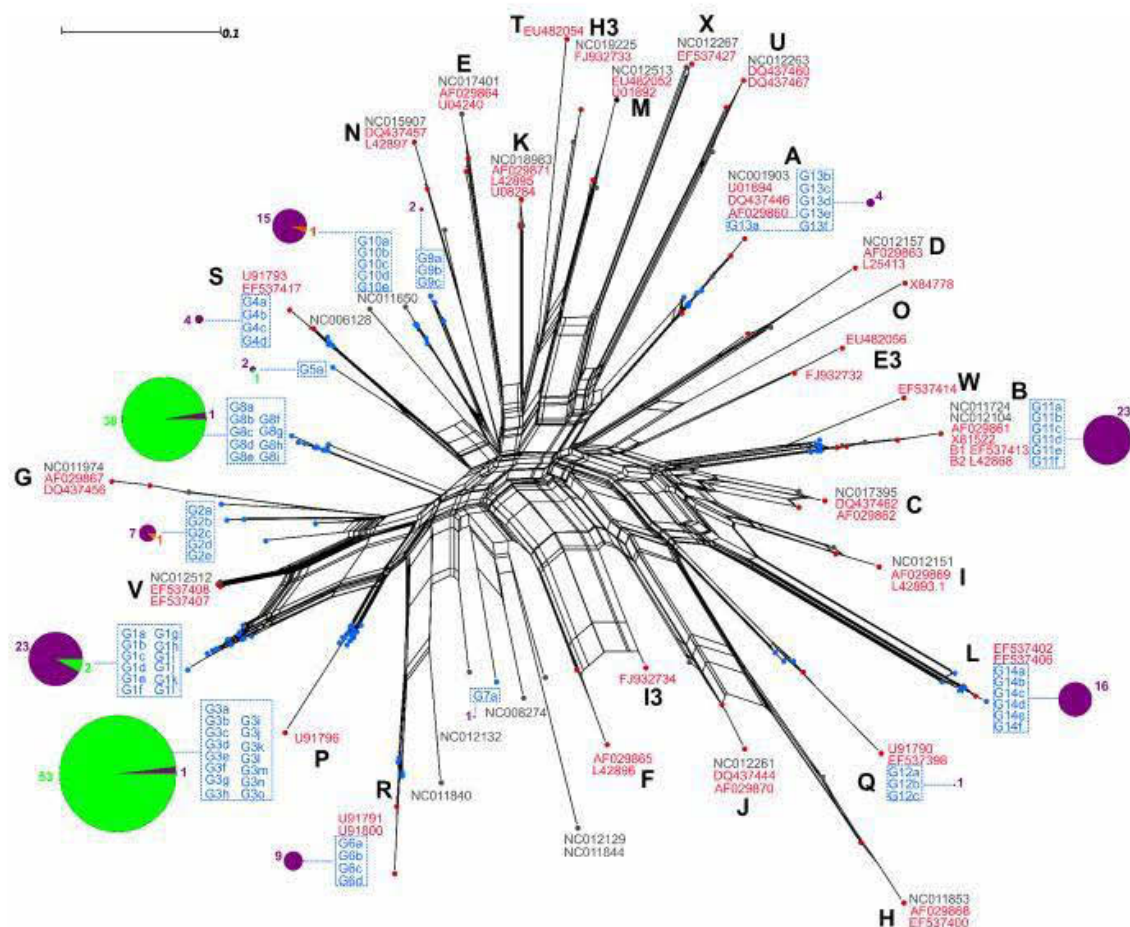 0.1
T
EU482054
H3
NC019225
FJ932733
X
NC012267
EF537427
U
NC012263
DQ437460
DQ437467
NC012513
EU482052
U01892
M
E
NC017401
AF029864
U04240
N
NC015907
DQ437457
L42897
K
NC018983
AF029871
L42895
U08284
A
NC001903
U01894
DQ437446
AF029860
G13a
G13b
G13c
G13d
G13e
G13f
4
D
NC012157
AF029863
L25413
X84778
O
EU482056
E3
FJ932732
W
EF537414
B
NC011724
NC012104
AF029861
X81522
B1 EF537413
B2 L42868
G11a
G11b
G11c
G11d
G11e
G11f
23
NC017395
DQ437462
AF029862
C
NC012151
AF029869
L42893.1
I
L
EF537402
EF537406
G14a
G14b
G14c
G14d
G14e
G14f
16
U91790
EF537398
G12a
G12b
G12c
1
Q
NC011853
AF029868
EF537400
H
NC012261
DQ437444
AF029870
J
FJ932734
I3
AF029865
L42896
F
NC012129
NC011844
NC008274
G7a
1
NC012132
NC011840
R
U91791
U91800
G6a
G6b
G6c
G6d
9
U91796
P
G3a
G3b
G3c
G3d
G3e
G3f
G3g
G3h
G3i
G3j
G3k
G3l
G3m
G3n
G3o
53
1
G1a
G1b
G1c
G1d
G1e
G1f
G1g
G1h
G1i
G1j
G1k
G1l
23
2
V
NC012512
EF537408
EF537407
G2a
G2b
G2c
G2d
G2e
7
1
G
NC011974
AF029867
DQ437456
G8a
G8b
G8c
G8d
G8e
G8f
G8g
G8h
G8i
1
G5a
2
1
S
U91793
EF537417
G4a
G4b
G4c
G4d
4
NC006128
NC011650
15
1
G10a
G10b
G10c
G10d
G10e
2
G9a
G9b
G9c